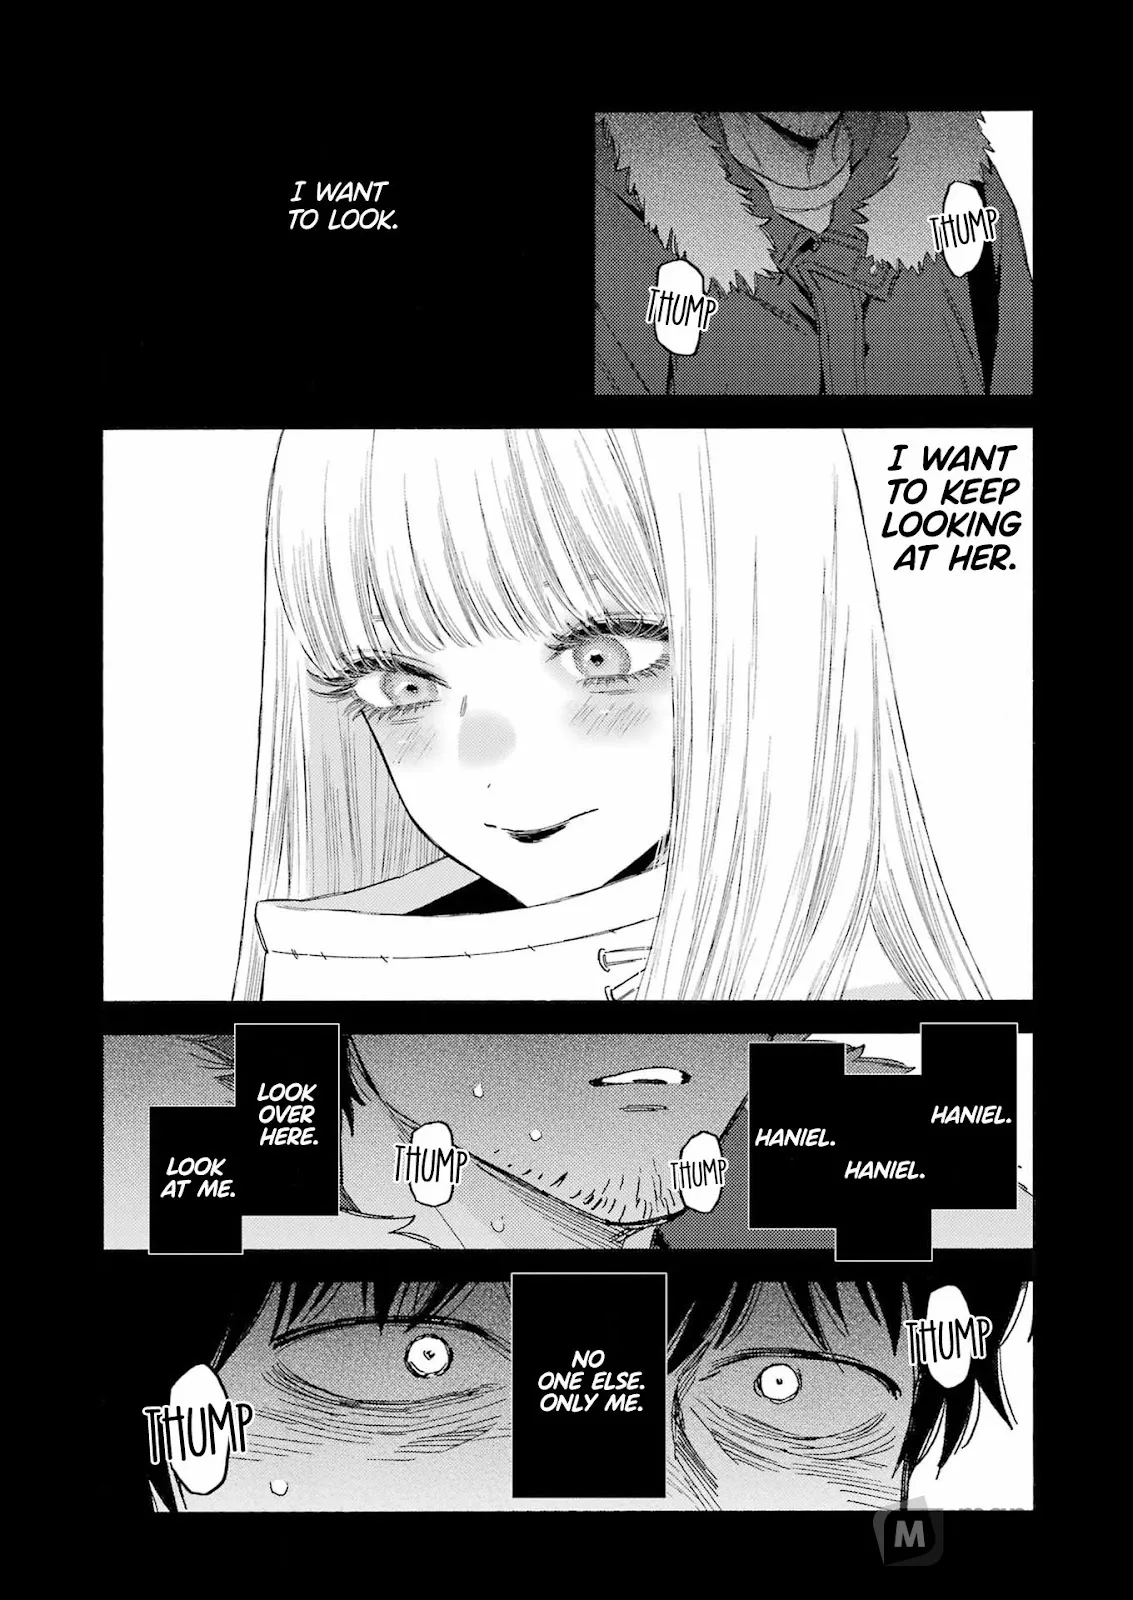 THUMP
THUMP
I WANT
TO LOOK.
I WANT
TO KEEP
LOOKING
AT HER.
HANIEL.
HANIEL.
HANIEL.
THUMP
THUMP
LOOK
OVER
HERE.
LOOK
AT ME.
THUMP
NO
ONE ELSE.
ONLY ME.
THUMP
M